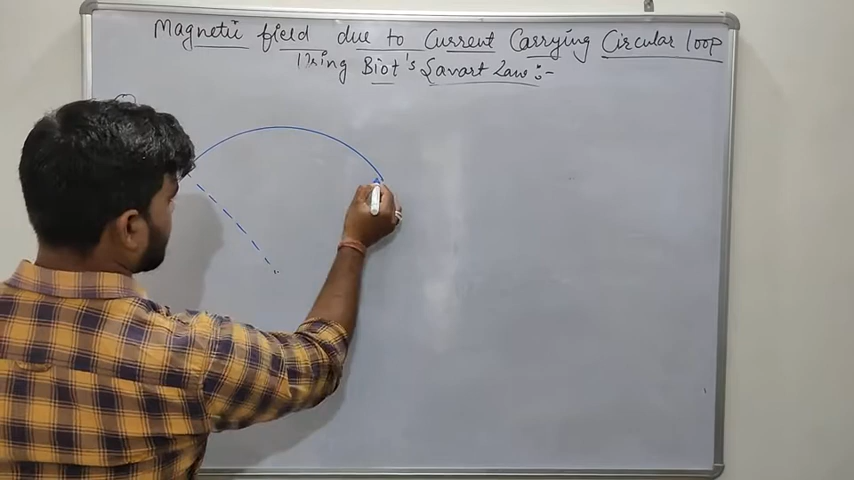 Magnetic field due to Current Carrying Circular loop
Using Biot's Savart Law :-